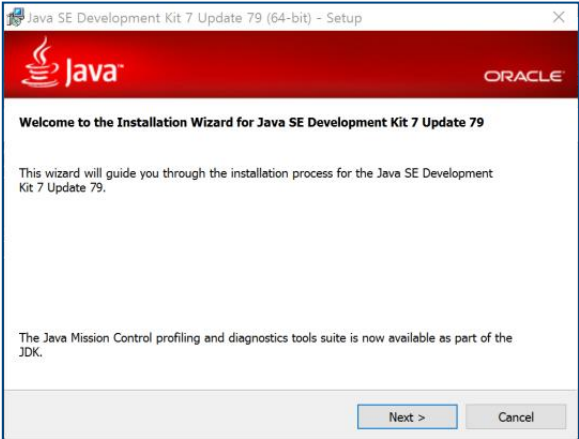 Java SE Development Kit 7 Update 79 (64-bit) - Setup
Java™
ORACLE®
Welcome to the Installation Wizard for Java SE Development Kit 7 Update 79
This wizard will guide you through the installation process for the Java SE Development
Kit 7 Update 79.
The Java Mission Control profiling and diagnostics tools suite is now available as part of the
JDK.
Next >
Cancel